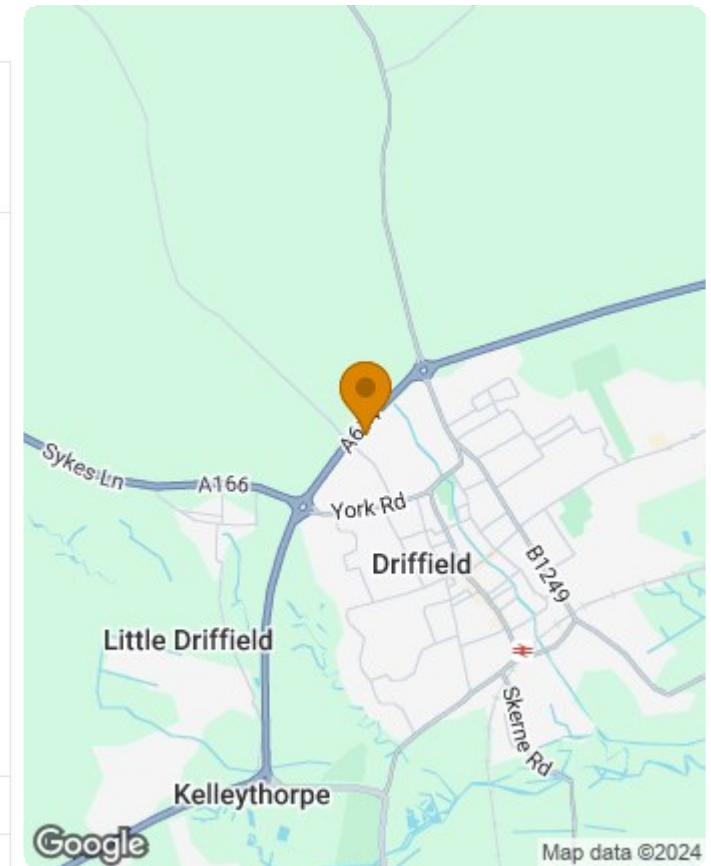 Sykes Ln
A166
York Rd
Driffield
B1249
Little Driffield
Skerne Rd
Kelleythorpe
Google
Map data ©2024